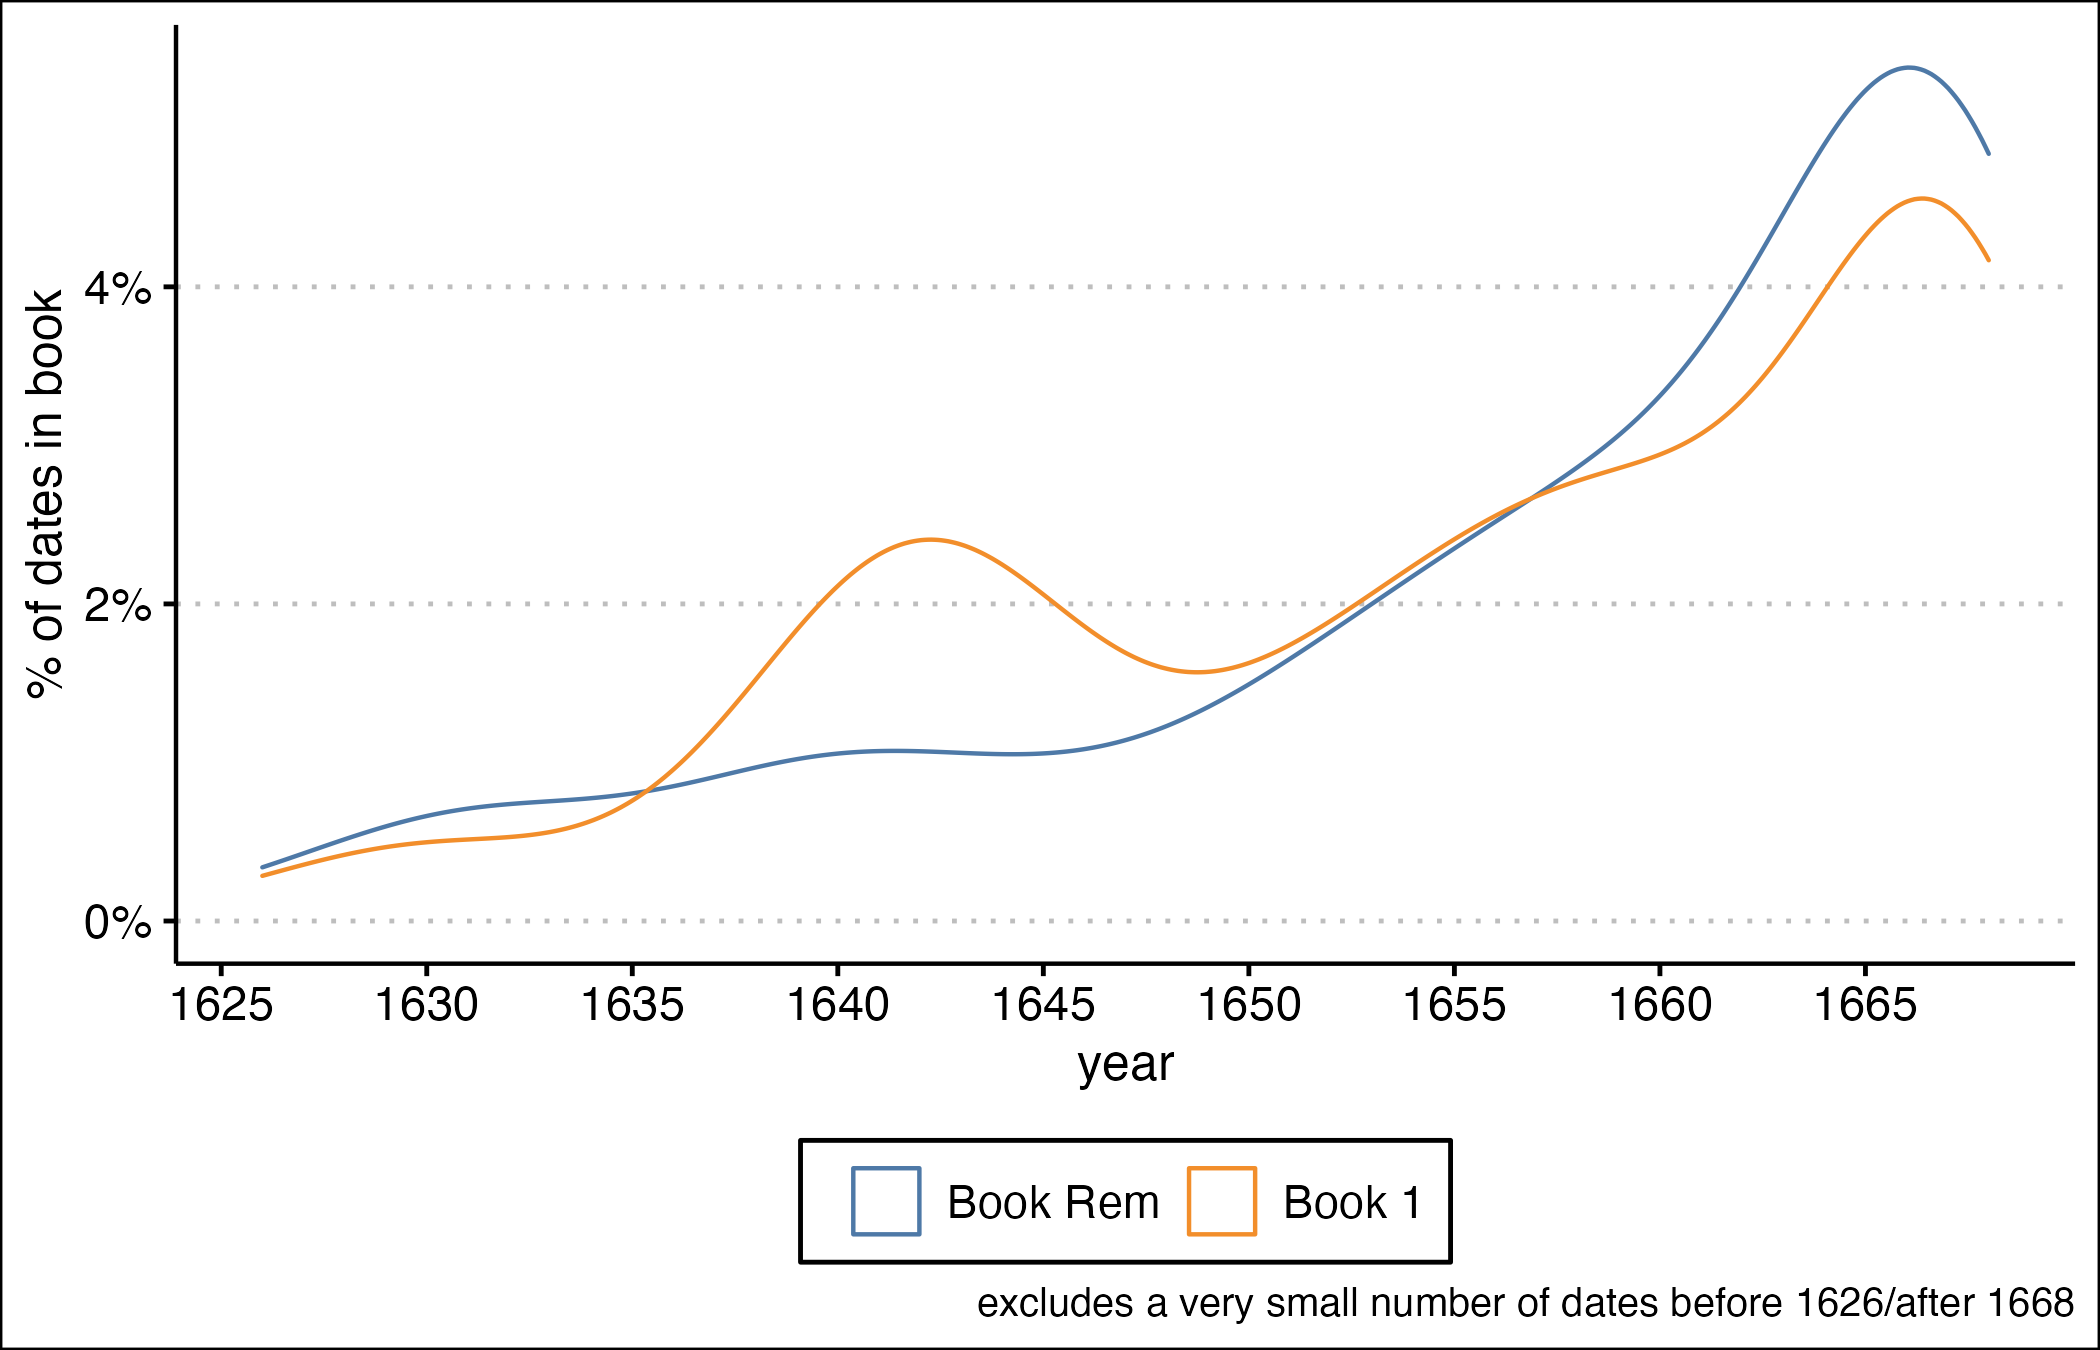 % of dates in book
4%
2%
0%
1625 1630 1635 1640 1645 1650 1655 1660 1665
year
Book Rem Book 1
excludes a very small number of dates before 1626/after 1668